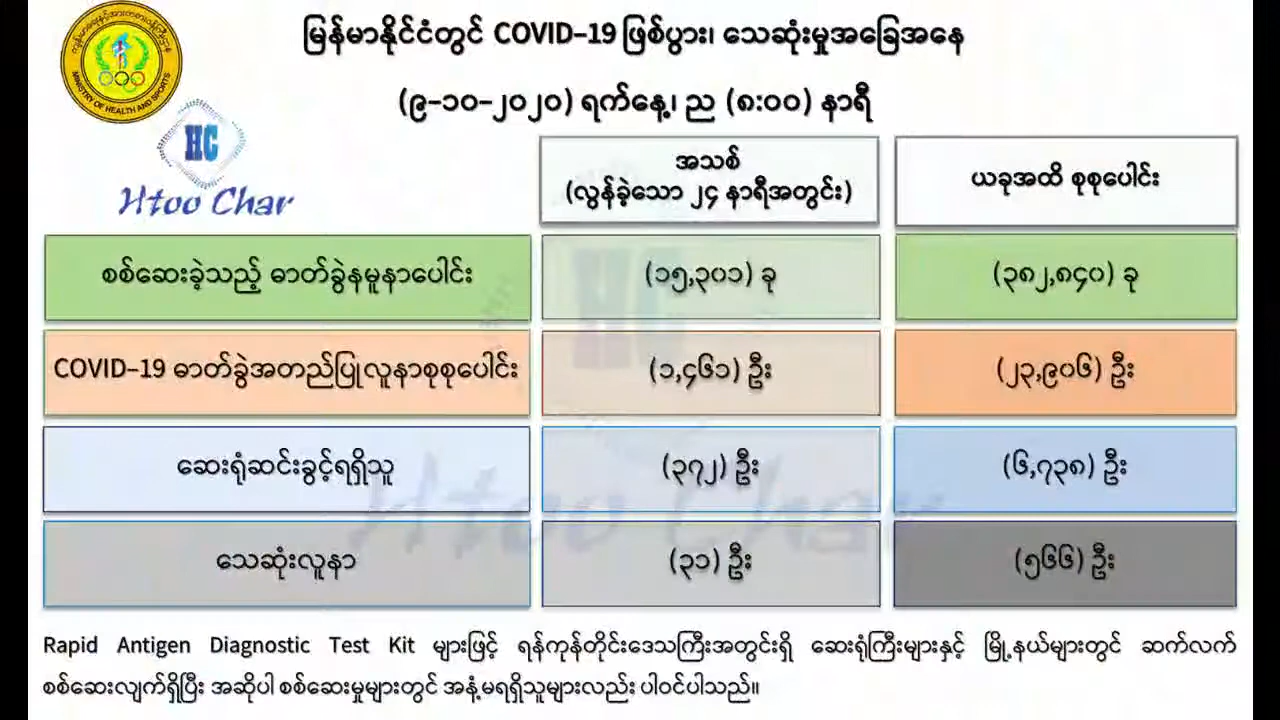 မြန်မာနိုင်ငံတွင် COVID-19 ဖြစ်ပွား၊ သေဆုံးမှုအခြေအနေ
(၉-၁၀-၂၀၂၀) ရက်နေ့၊ ည (၈:၀၀) နာရီ
MINISTRY OF HEALTH AND SPORTS
HC
Htoo Char
အသစ်
(လွန်ခဲ့သော ၂၄ နာရီအတွင်း)
ယခုအထိ စုစုပေါင်း
စစ်ဆေးခဲ့သည့် ဓာတ်ခွဲနမူနာပေါင်း
(၁၅,၃၀၁) ခု
(၃၈၂,၈၄၀) ခု
COVID-19 ဓာတ်ခွဲအတည်ပြုလူနာစုစုပေါင်း
(၁,၄၆၁) ဦး
(၂၃,၉၀၆) ဦး
ဆေးရုံဆင်းခွင့်ရရှိသူ
(၃၇၂) ဦး
(၆,၇၃၈) ဦး
သေဆုံးလူနာ
(၃၁) ဦး
(၅၆၆) ဦး
HC
Htoo Char
Rapid Antigen Diagnostic Test Kit များဖြင့် ရန်ကုန်တိုင်းဒေသကြီးအတွင်းရှိ ဆေးရုံကြီးများနှင့် မြို့နယ်များတွင် ဆက်လက်
စစ်ဆေးလျက်ရှိပြီး အဆိုပါ စစ်ဆေးမှုများတွင် အနံ့မရရှိသူများလည်း ပါဝင်ပါသည်။